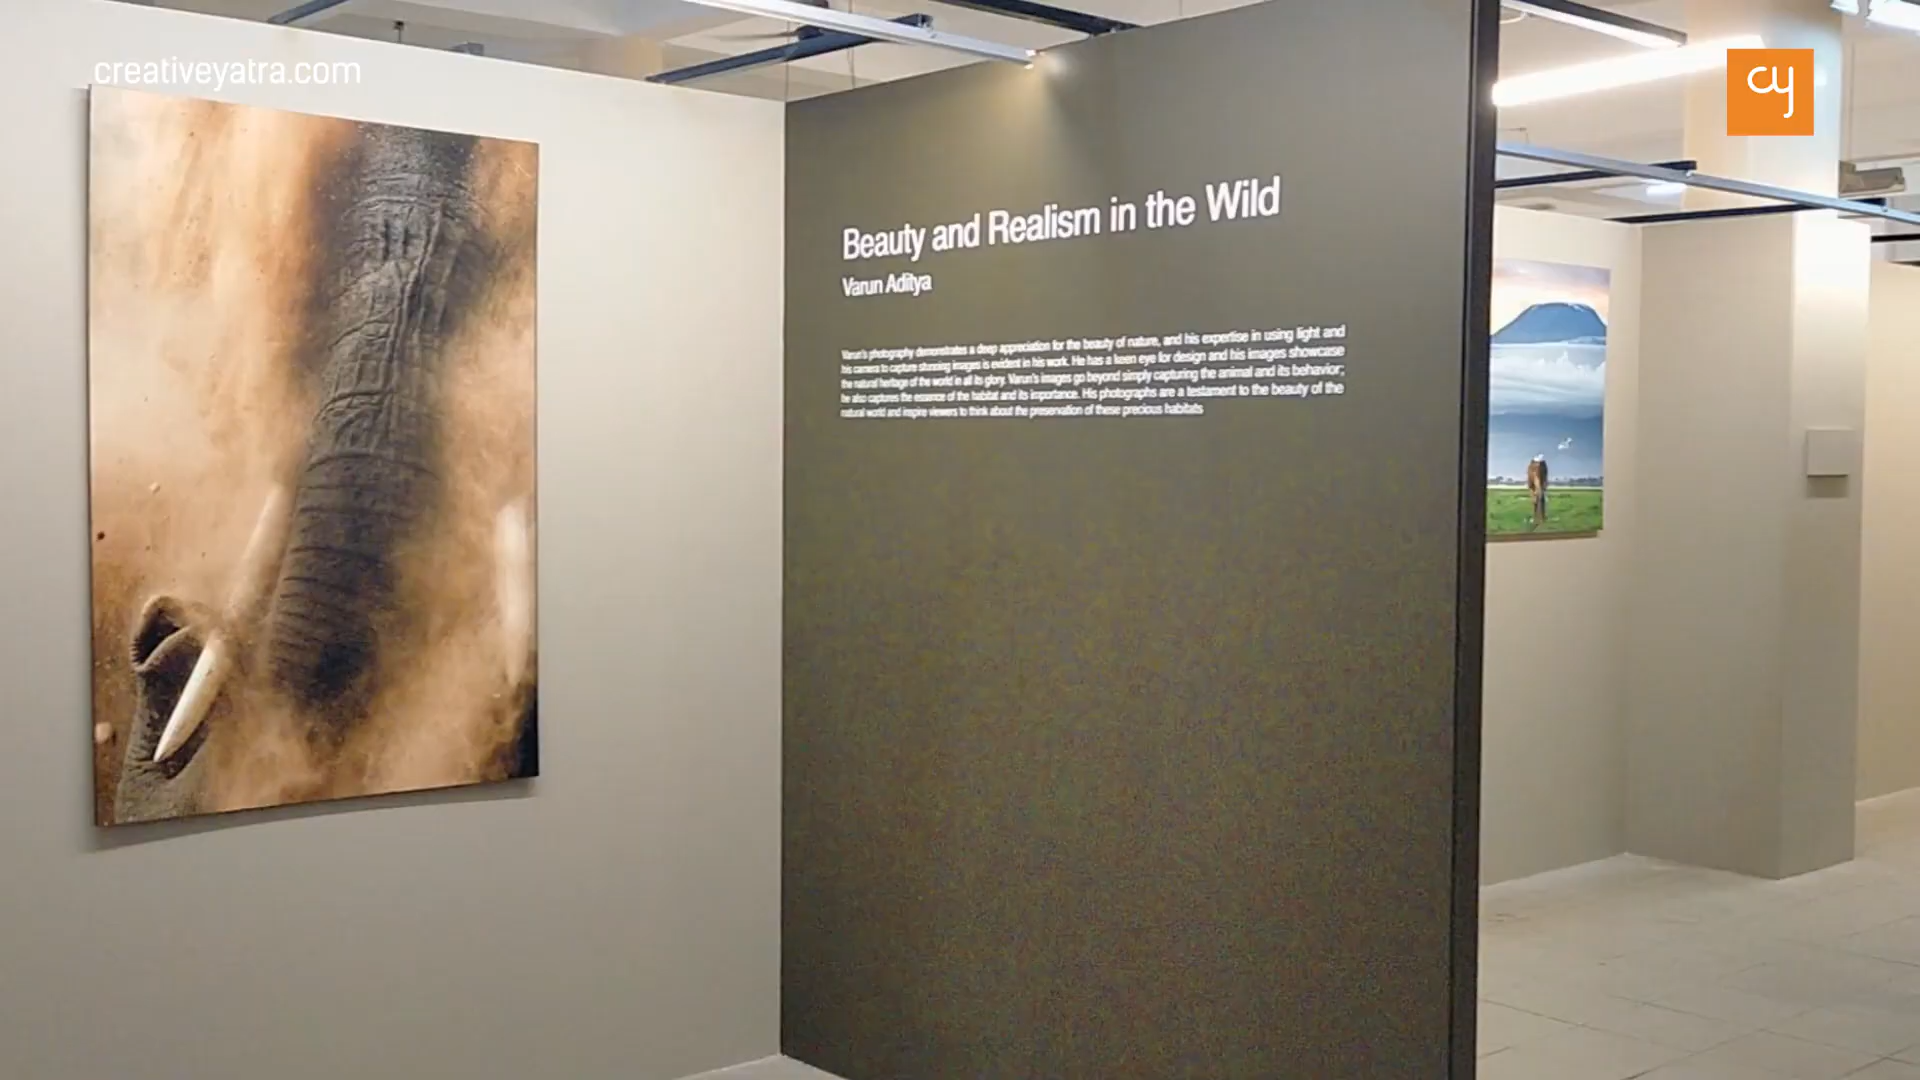 creativeyatra.com
cy
Beauty and Realism in the Wild
Varun Aditya
Varun's photography demonstrates a deep appreciation for the beauty of nature, and his expertise in using light and
his camera to capture stunning images is evident in his work. He has a keen eye for design and his images showcase
the natural heritage of the world in all its glory. Varun's images go beyond simply capturing the animal and its behavior;
he also captures the essence of the habitat and its importance. His photographs are a testament to the beauty of the
natural world and inspire viewers to think about the preservation of these precious habitats